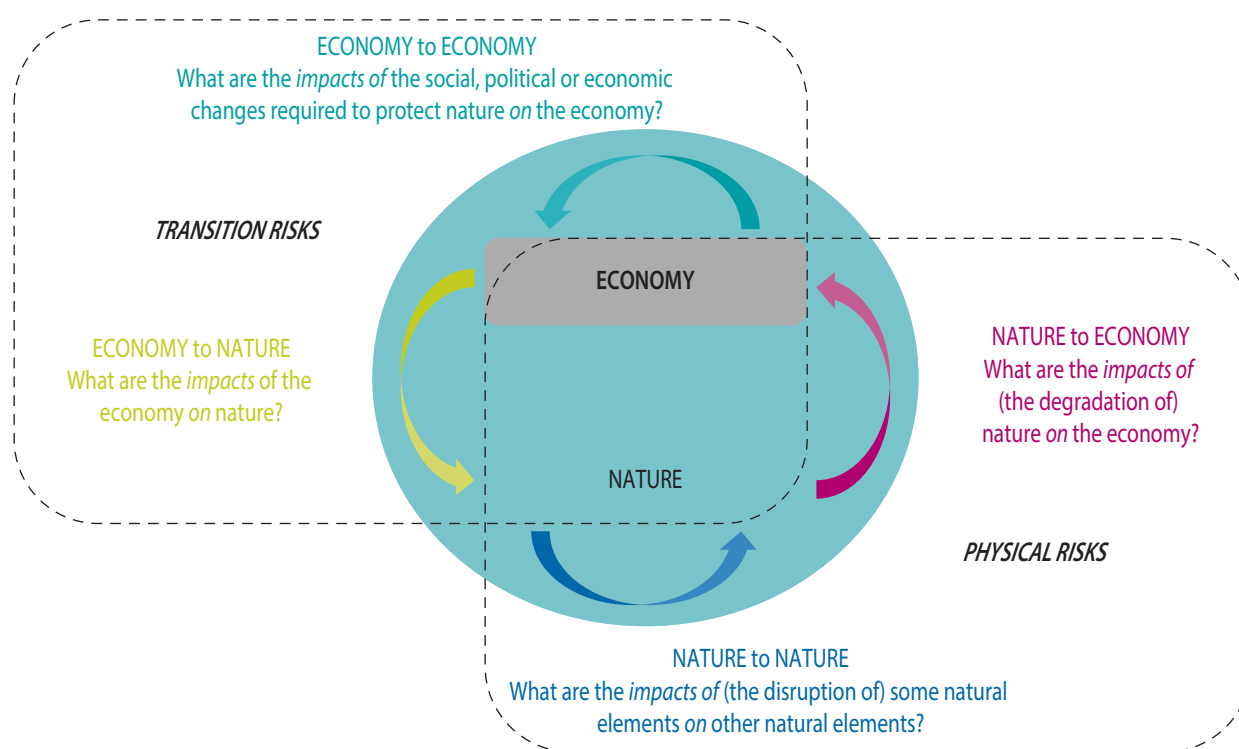 ECONOMY to ECONOMY
What are the impacts of the social, political or economic
changes required to protect nature on the economy?
TRANSITION RISKS
ECONOMY
ECONOMY to NATURE
What are the impacts of the
economy on nature?
NATURE to ECONOMY
What are the impacts of
(the degradation of)
nature on the economy?
NATURE
PHYSICAL RISKS
NATURE to NATURE
What are the impacts of (the disruption of) some natural
elements on other natural elements?